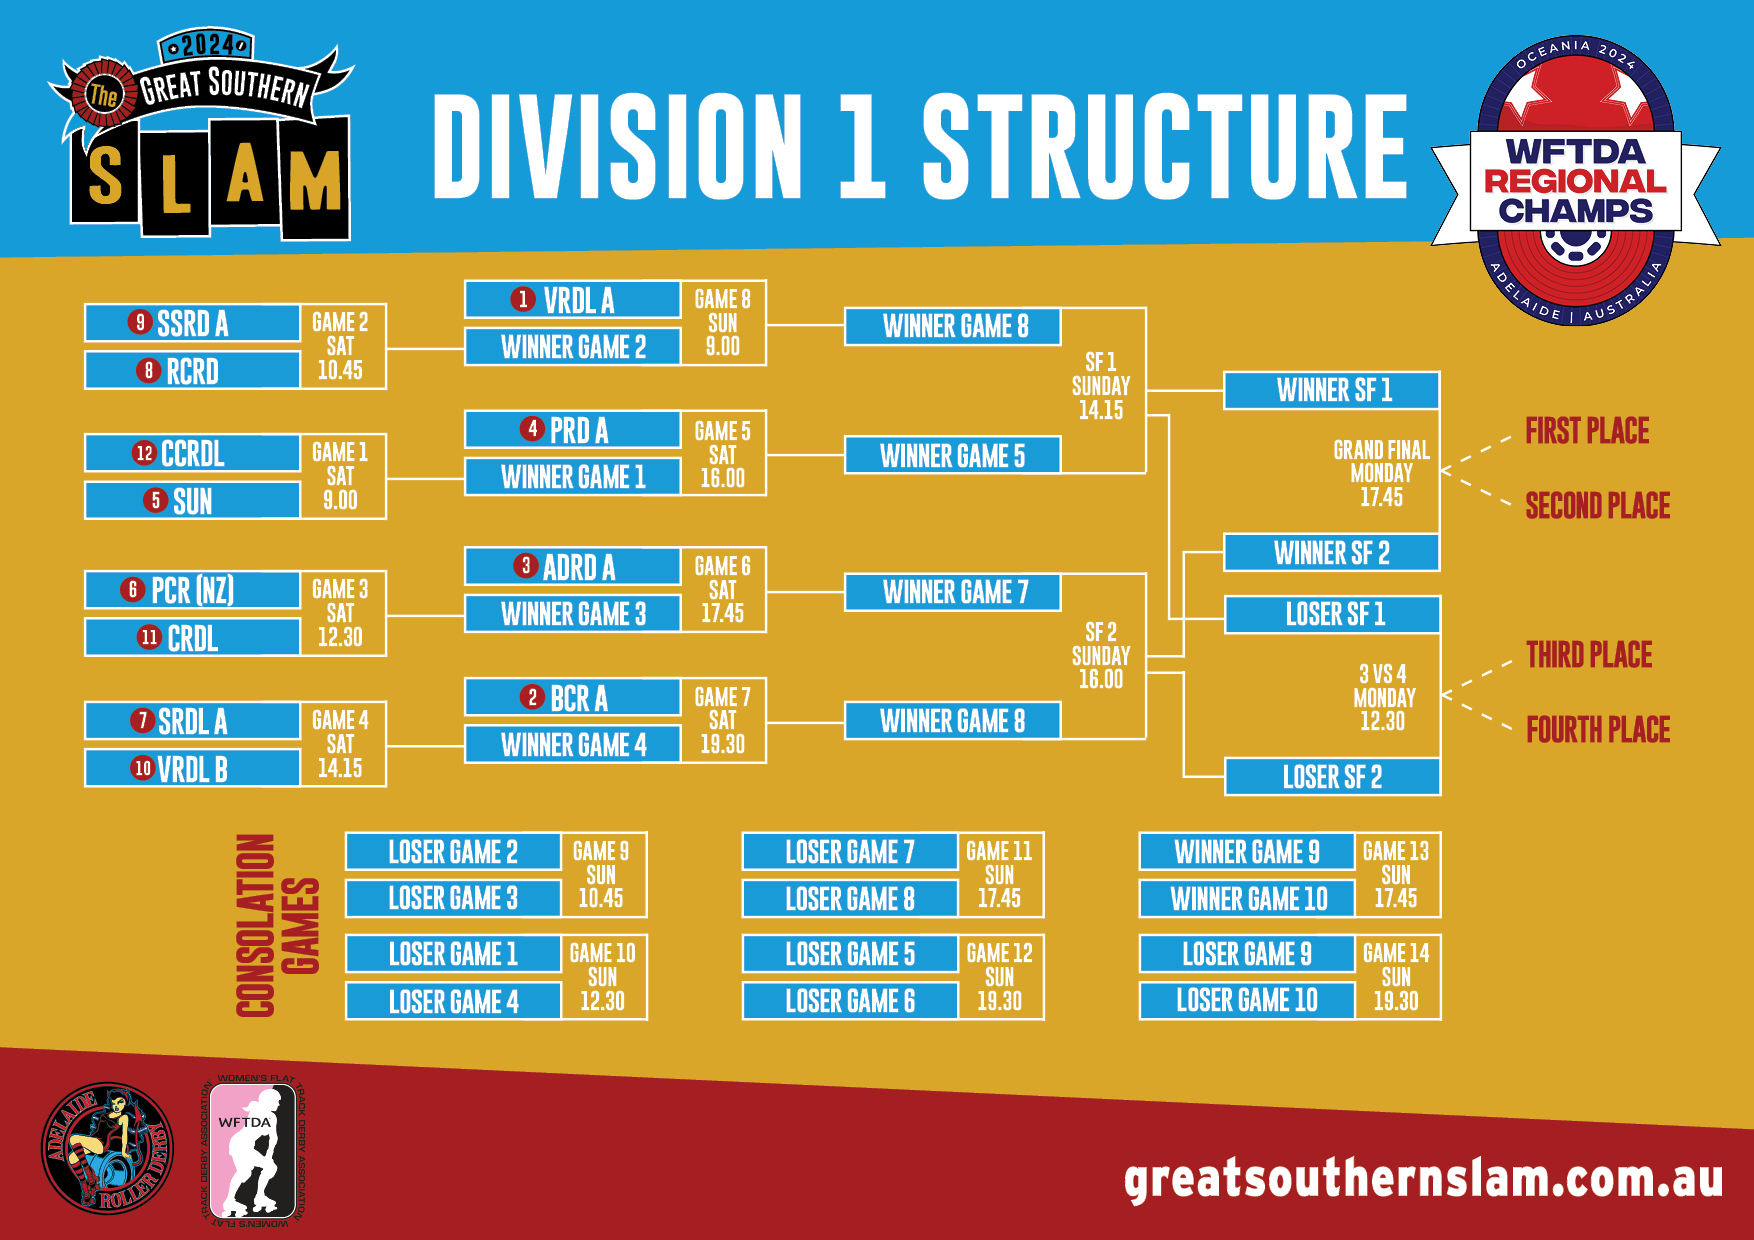 2024
The GREAT SOUTHERN
SLAM
DIVISION 1 STRUCTURE
OCEANIA 2024
WFTDA
REGIONAL
CHAMPS
ADELAIDE | AUSTRALIA
9 SSRD A
8 RCRD
GAME 2
SAT
10.45
12 CCRDL
5 SUN
GAME 1
SAT
9.00
6 PCR (NZ)
11 CRDL
GAME 3
SAT
12.30
7 SRDL A
10 VRDL B
GAME 4
SAT
14.15
1 VRDL A
WINNER GAME 2
GAME 8
SUN
9.00
4 PRD A
WINNER GAME 1
GAME 5
SAT
16.00
3 ADRD A
WINNER GAME 3
GAME 6
SAT
17.45
2 BCR A
WINNER GAME 4
GAME 7
SAT
19.30
WINNER GAME 8
WINNER GAME 5
SF 1
SUNDAY
14.15
WINNER GAME 7
WINNER GAME 8
SF 2
SUNDAY
16.00
WINNER SF 1
GRAND FINAL
MONDAY
17.45
WINNER SF 2
FIRST PLACE
SECOND PLACE
LOSER SF 1
3 VS 4
MONDAY
12.30
LOSER SF 2
THIRD PLACE
FOURTH PLACE
CONSOLATION
GAMES
LOSER GAME 2
LOSER GAME 3
GAME 9
SUN
10.45
LOSER GAME 1
LOSER GAME 4
GAME 10
SUN
12.30
LOSER GAME 7
LOSER GAME 8
GAME 11
SUN
17.45
LOSER GAME 5
LOSER GAME 6
GAME 12
SUN
19.30
WINNER GAME 9
WINNER GAME 10
GAME 13
SUN
17.45
LOSER GAME 9
LOSER GAME 10
GAME 14
SUN
19.30
ADELAIDE
ROLLER DERBY
WOMEN'S FLAT TRACK DERBY ASSOCIATION
WFTDA
WOMEN'S FLAT TRACK DERBY ASSOCIATION
greatsouthernslam.com.au